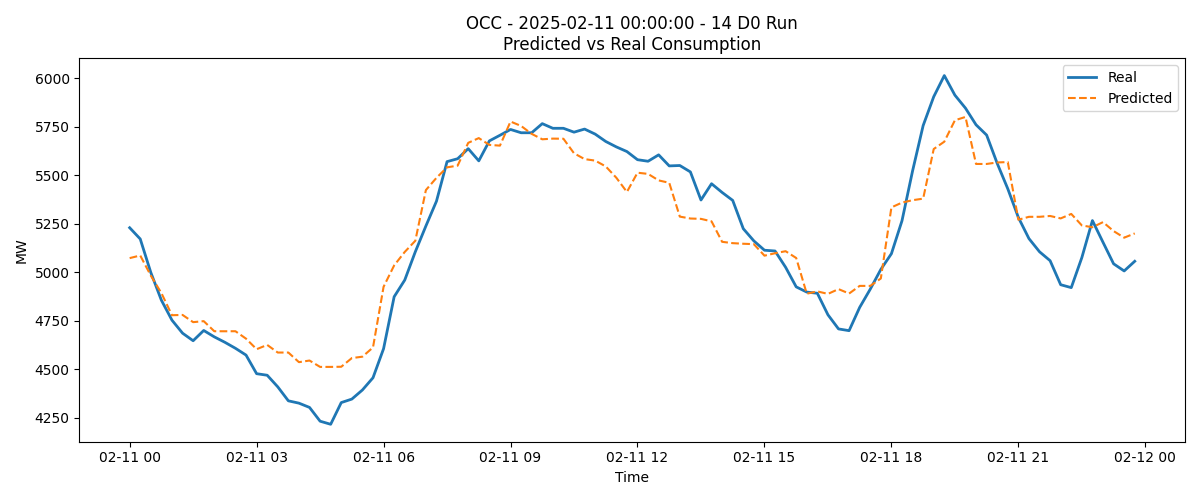 OCC - 2025-02-11 00:00:00 - 14 D0 Run
Predicted vs Real Consumption
Real
Predicted
MW
6000
5750
5500
5250
5000
4750
4500
4250
02-11 00
02-11 03
02-11 06
02-11 09
02-11 12
02-11 15
02-11 18
02-11 21
02-12 00
Time